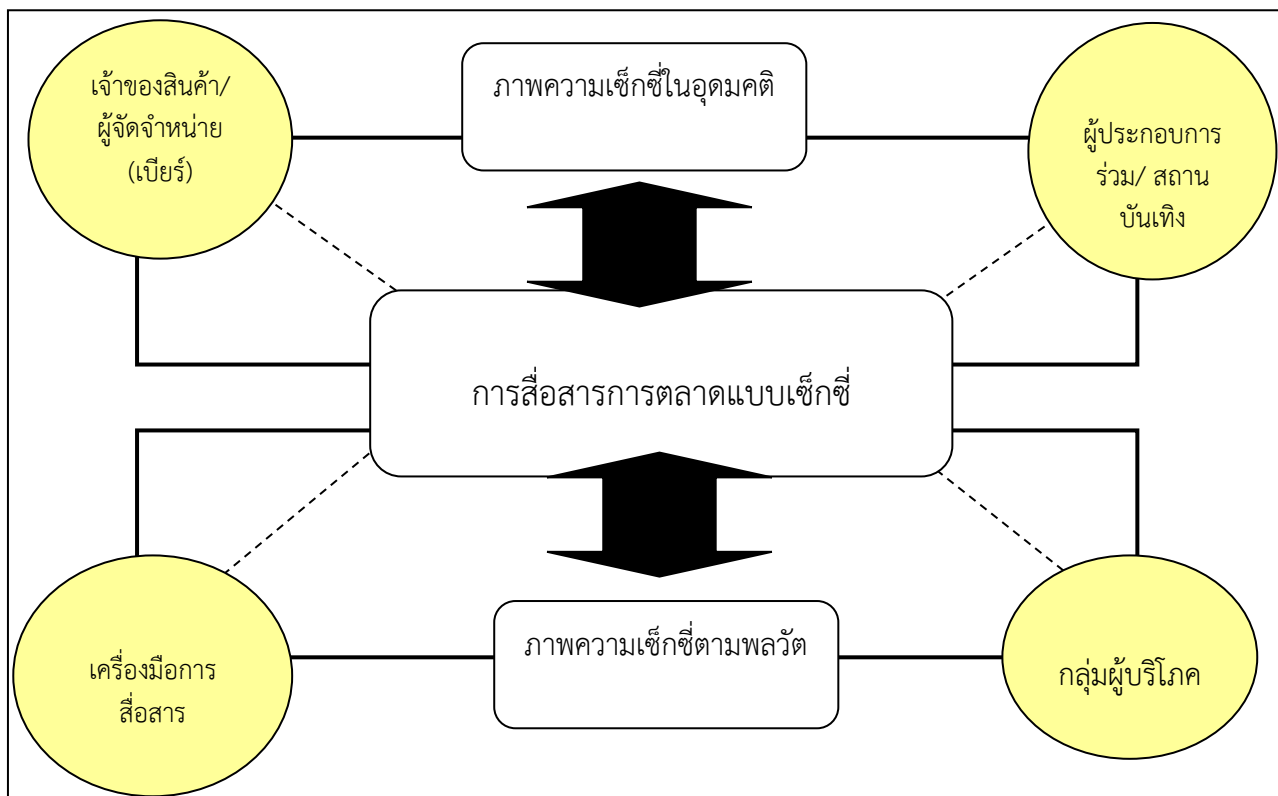 เจ้าของสินค้า/
ผู้จัดจำหน่าย
(เบียร์)
ภาพความเซ็กซี่ในอุดมคติ
ผู้ประกอบการ
ร่วม/ สถาน
บันเทิง
การสื่อสารการตลาดแบบเซ็กซี่
เครื่องมือการ
สื่อสาร
ภาพความเซ็กซี่ตามพลวัต
กลุ่มผู้บริโภค